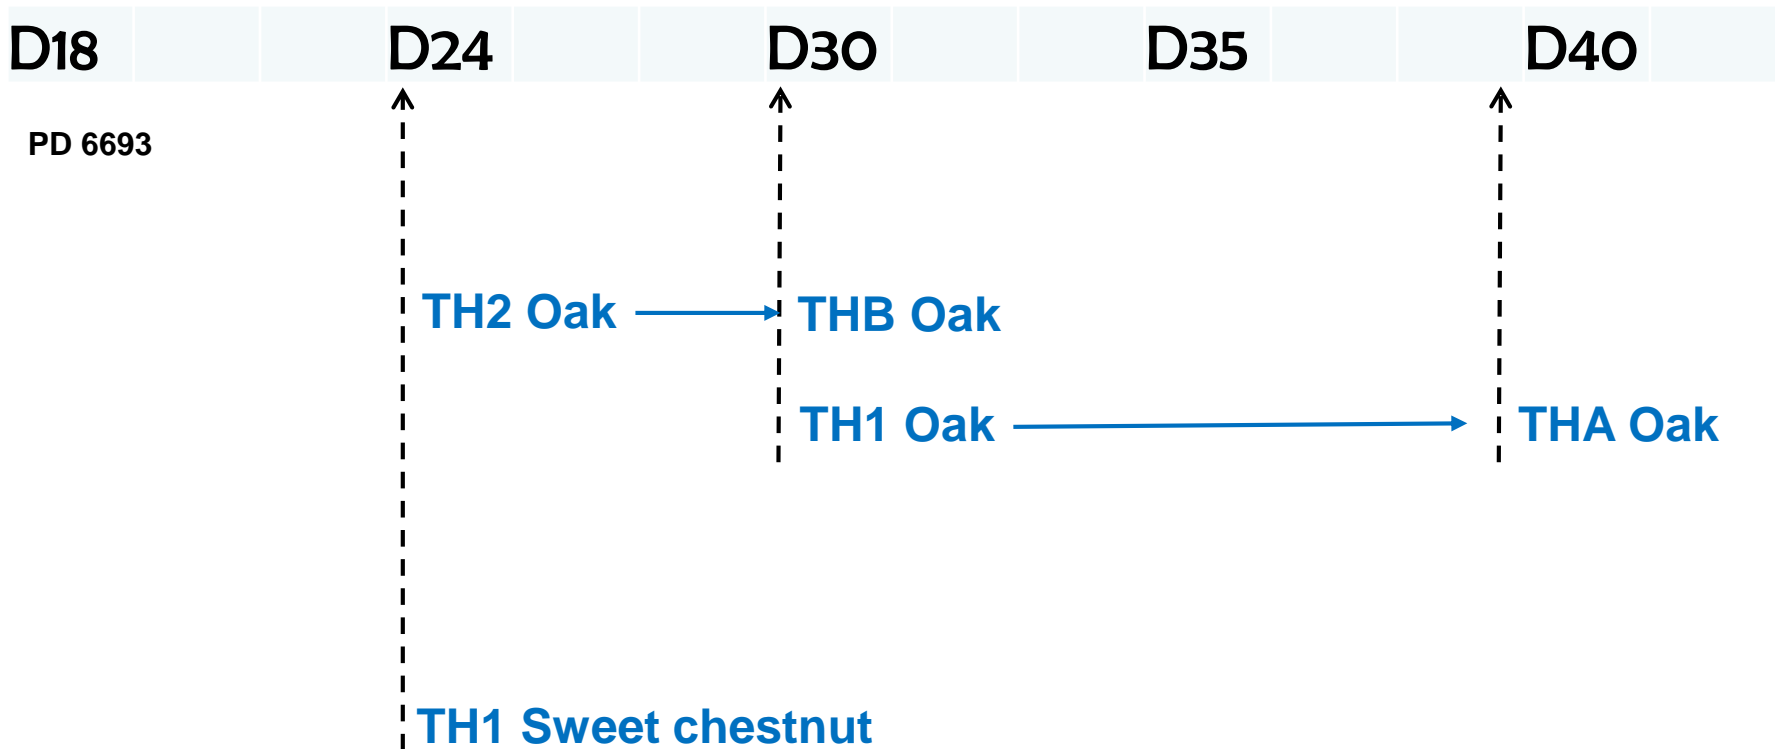 D18 D24 D30 D35 D40
PD 6693
TH2 Oak THB Oak
TH1 Oak THA Oak
TH1 Sweet chestnut